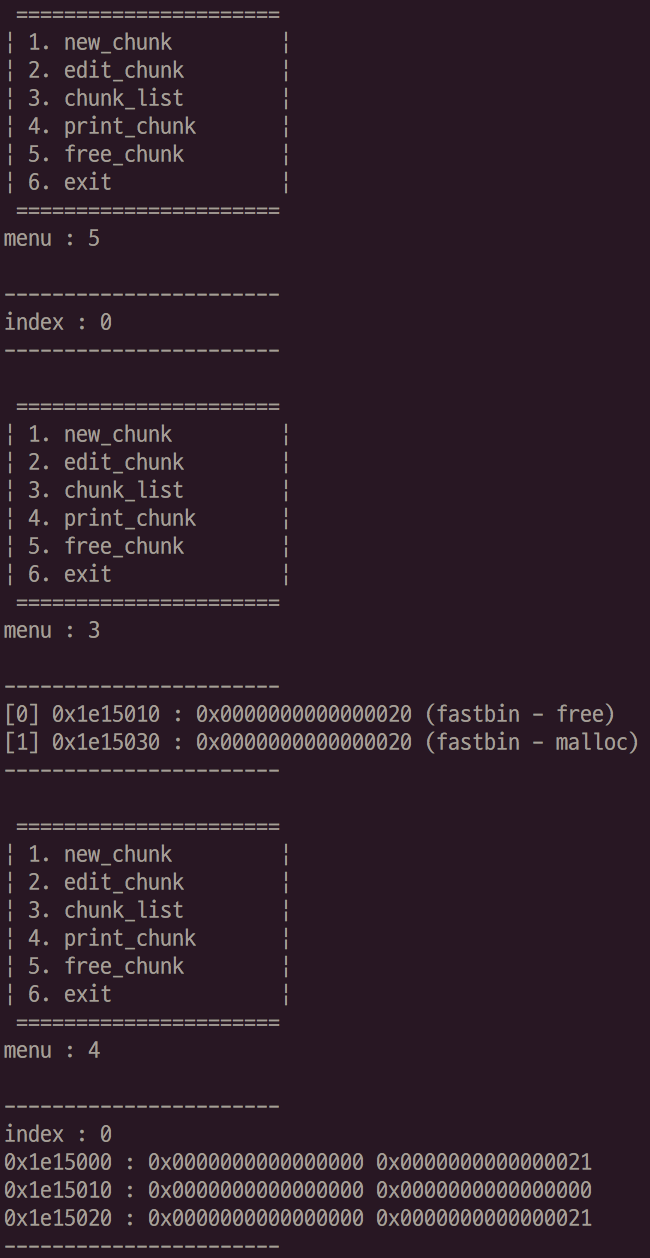 ======================
¦ 1. new_chunk         ¦
¦ 2. edit_chunk        ¦
¦ 3. chunk_list        ¦
¦ 4. print_chunk       ¦
¦ 5. free_chunk        ¦
¦ 6. exit              ¦
 ======================
menu : 5

-----------------------
index : 0
-----------------------

 ======================
¦ 1. new_chunk         ¦
¦ 2. edit_chunk        ¦
¦ 3. chunk_list        ¦
¦ 4. print_chunk       ¦
¦ 5. free_chunk        ¦
¦ 6. exit              ¦
 ======================
menu : 3

-----------------------
[0] 0x1e15010 : 0x0000000000000020 (fastbin - free)
[1] 0x1e15030 : 0x0000000000000020 (fastbin - malloc)
-----------------------

 ======================
¦ 1. new_chunk         ¦
¦ 2. edit_chunk        ¦
¦ 3. chunk_list        ¦
¦ 4. print_chunk       ¦
¦ 5. free_chunk        ¦
¦ 6. exit              ¦
 ======================
menu : 4

-----------------------
index : 0
0x1e15000 : 0x0000000000000000 0x0000000000000021
0x1e15010 : 0x0000000000000000 0x0000000000000000
0x1e15020 : 0x0000000000000000 0x0000000000000021
-----------------------